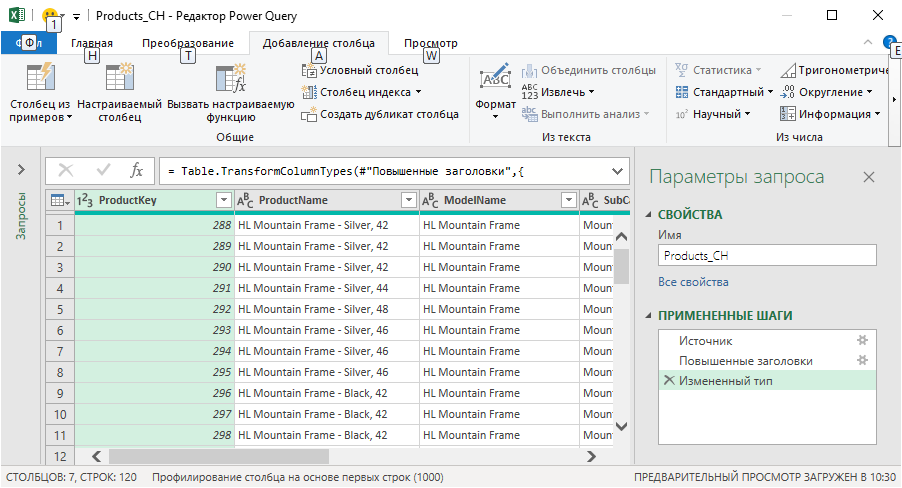 Products_CH - Редактор Power Query
1
Ф
Главная
Преобразование
Добавление столбца
Просмотр
Н
Т
А
W
Е
Столбец из
примеров
Настраиваемый
столбец
Вызвать настраиваемую
функцию
Условный столбец
Столбец индекса
Создать дубликат столбца
Общие
Формат
Объединить столбцы
Извлечь
Выполнить анализ
Из текста
Статистика
Стандартный
Научный
Тригонометриче
Округление
Информация
Из числа
Запросы
= Table.TransformColumnTypes(#"Повышенные заголовки",{
ProductKey ProductName ModelName SubCa
1 288 HL Mountain Frame - Silver, 42 HL Mountain Frame Moun
2 289 HL Mountain Frame - Silver, 42 HL Mountain Frame Moun
3 290 HL Mountain Frame - Silver, 42 HL Mountain Frame Moun
4 291 HL Mountain Frame - Silver, 44 HL Mountain Frame Moun
5 292 HL Mountain Frame - Silver, 48 HL Mountain Frame Moun
6 293 HL Mountain Frame - Silver, 46 HL Mountain Frame Moun
7 294 HL Mountain Frame - Silver, 46 HL Mountain Frame Moun
8 295 HL Mountain Frame - Silver, 46 HL Mountain Frame Moun
9 296 HL Mountain Frame - Black, 42 HL Mountain Frame Moun
10 297 HL Mountain Frame - Black, 42 HL Mountain Frame Moun
11 298 HL Mountain Frame - Black, 42 HL Mountain Frame Moun
12
Параметры запроса
СВОЙСТВА
Имя
Products_CH
Все свойства
ПРИМЕНЕННЫЕ ШАГИ
Источник
Повышенные заголовки
Измененный тип
СТОЛБЦОВ: 7, СТРОК: 120
Профилирование столбца на основе первых строк (1000)
ПРЕДВАРИТЕЛЬНЫЙ ПРОСМОТР ЗАГРУЖЕН В 10:30